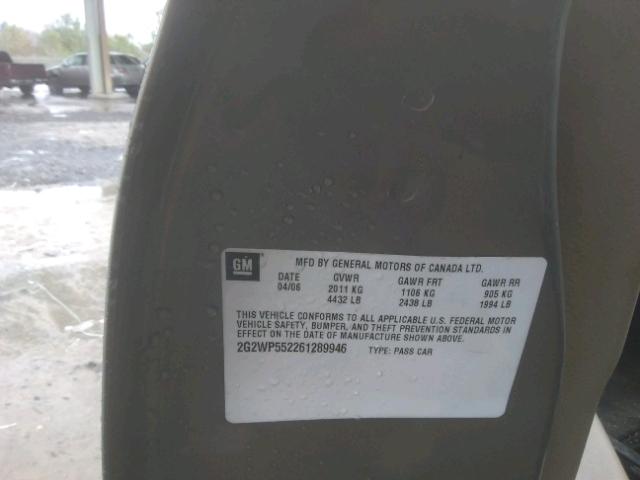 GM
MFD BY GENERAL MOTORS OF CANADA LTD.
DATE GVWR GAWR FRT GAWR RR
04/06 2011 KG 1106 KG 905 KG
4432 LB 2438 LB 1994 LB
THIS VEHICLE CONFORMS TO ALL APPLICABLE U.S. FEDERAL MOTOR
VEHICLE SAFETY, BUMPER, AND THEFT PREVENTION STANDARDS IN
EFFECT ON THE DATE OF MANUFACTURE SHOWN ABOVE.
2G2WP552261289946 TYPE: PASS CAR